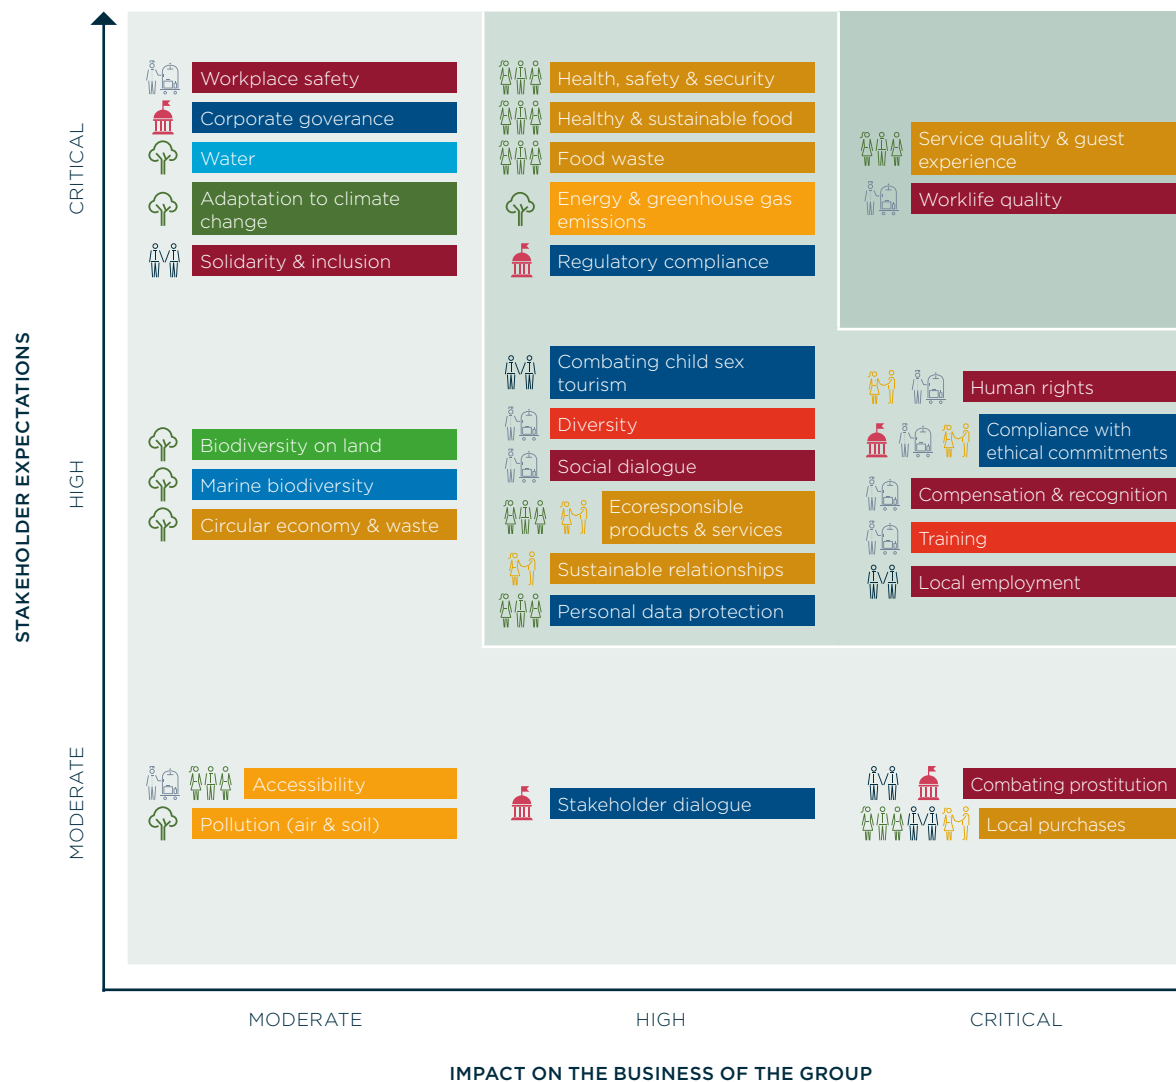 STAKEHOLDER EXPECTATIONS
CRITICAL
Workplace safety
Corporate goverance
Water
Adaptation to climate
change
Solidarity & inclusion
Health, safety & security
Healthy & sustainable food
Food waste
Energy & greenhouse gas
emissions
Regulatory compliance
Service quality & guest
experience
Worklife quality
HIGH
Biodiversity on land
Marine biodiversity
Circular economy & waste
Combating child sex
tourism
Diversity
Social dialogue
Ecoresponsible
products & services
Sustainable relationships
Personal data protection
Human rights
Compliance with
ethical commitments
Compensation & recognition
Training
Local employment
MODERATE
Accessibility
Pollution (air & soil)
Stakeholder dialogue
Combating prostitution
Local purchases
MODERATE
HIGH
CRITICAL
IMPACT ON THE BUSINESS OF THE GROUP